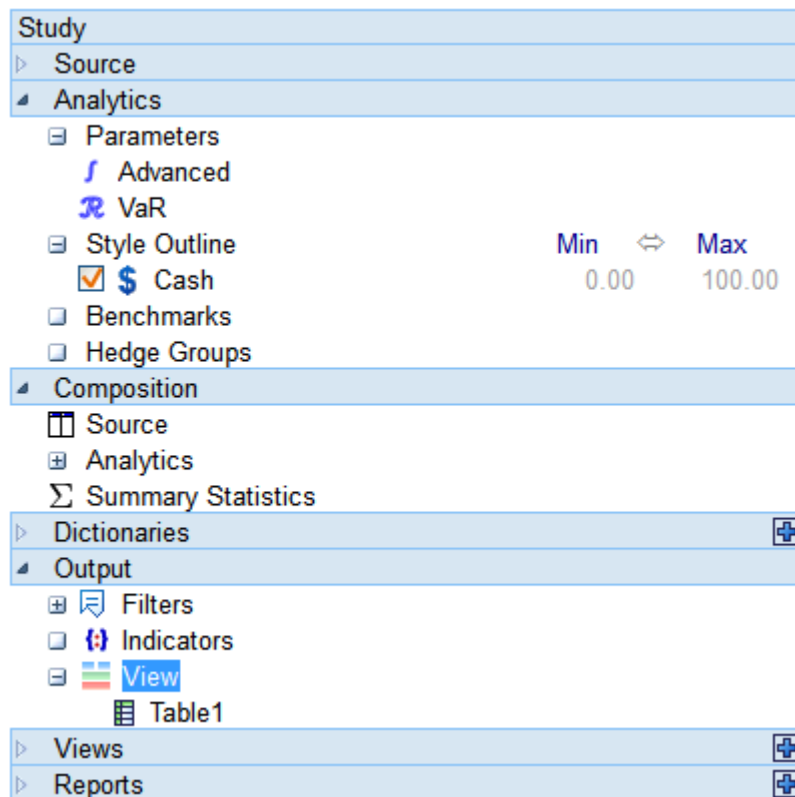 Study
Source
Analytics
Parameters
Advanced
VaR
Style Outline Min Max
Cash 0.00 100.00
Benchmarks
Hedge Groups
Composition
Source
Analytics
Summary Statistics
Dictionaries
Output
Filters
Indicators
View
Table1
Views
Reports